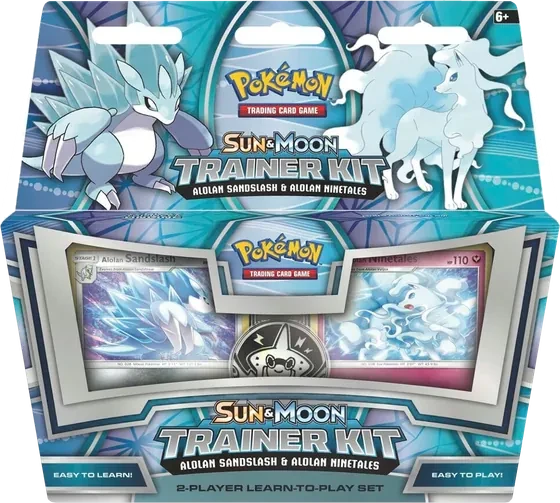 6+
POKéMON
TRADING CARD GAME
SUN & MOON
TRAINER KIT
ALOLAN SANDSLASH & ALOLAN NINETALES
POKéMON
TRADING CARD GAME
Alolan Sandslash
Ninetales
HP110
SUN & MOON
TRAINER KIT
ALOLAN SANDSLASH & ALOLAN NINETALES
EASY TO LEARN!
EASY TO PLAY!
2-PLAYER LEARN-TO-PLAY SET